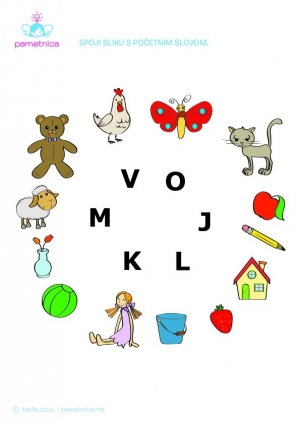 pametnica
SPOJI SLIKU S POČETNIM SLOVOM.
V O
M J
K L